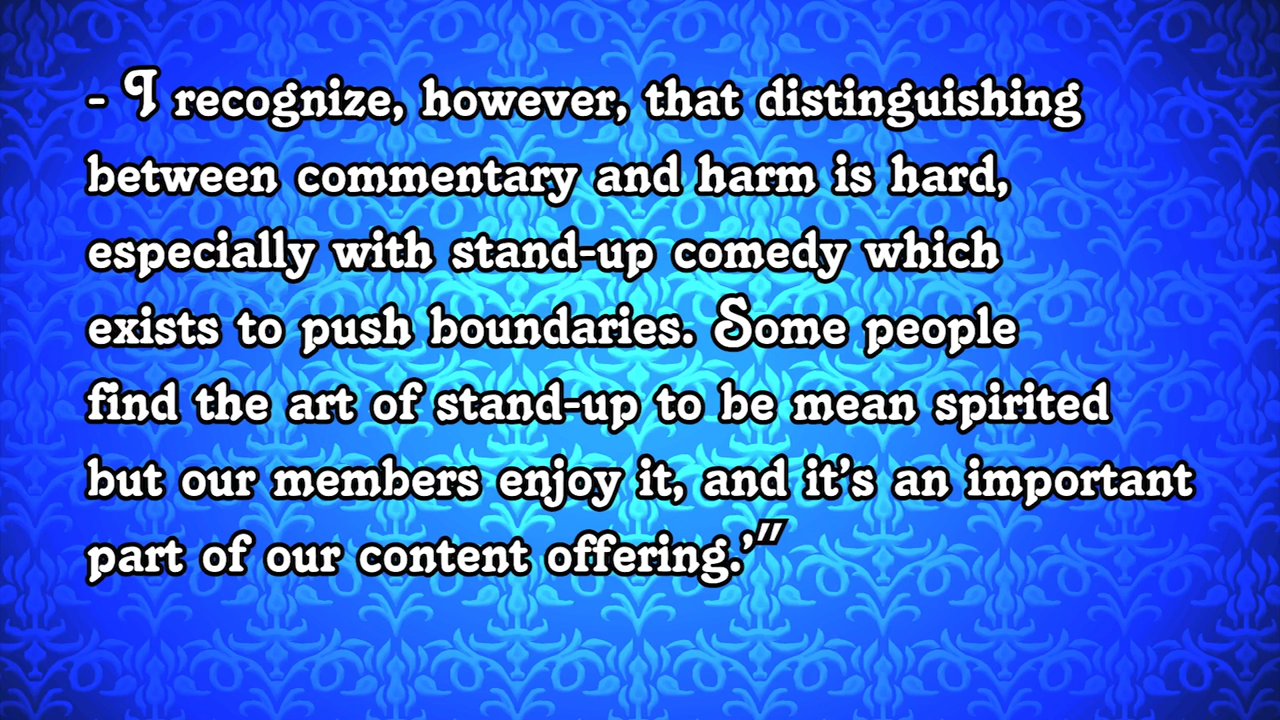 - I recognize, however, that distinguishing
between commentary and harm is hard,
especially with stand-up comedy which
exists to push boundaries. Some people
find the art of stand-up to be mean spirited
but our members enjoy it, and it’s an important
part of our content offering.’”